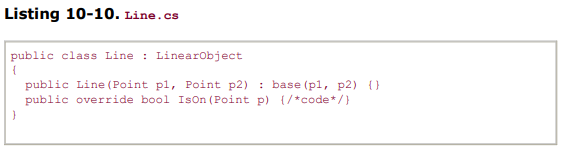 Listing 10-10. Line.cs
public class Line : LinearObject
{
  public Line(Point p1, Point p2) : base(p1, p2) {}
  public override bool IsOn(Point p) {/*code*/}
}